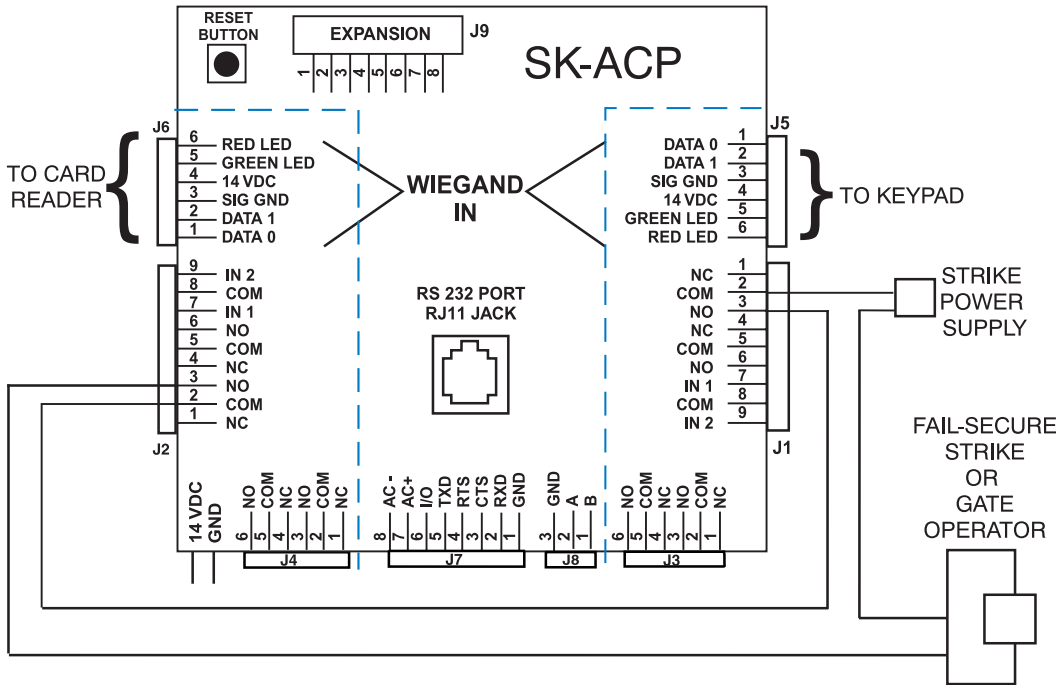 RESET
BUTTON
EXPANSION
J9
1 2 3 4 5 6 7 8
SK-ACP
J6
6 RED LED
5 GREEN LED
4 14 VDC
3 SIG GND
2 DATA 1
1 DATA 0
TO CARD
READER
WIEGAND
IN
J5
DATA 0 1
DATA 1 2
SIG GND 3
14 VDC 4
GREEN LED 5
RED LED 6
TO KEYPAD
9 IN 2
8 COM
7 IN 1
6 NO
5 COM
4 NC
3 NO
2 COM
1 NC
J2
RS 232 PORT
RJ11 JACK
NC 1
COM 2
NO 3
NC 4
COM 5
NO 6
IN 1 7
COM 8
IN 2 9
J1
STRIKE
POWER
SUPPLY
FAIL-SECURE
STRIKE
OR
GATE
OPERATOR
14 VDC
GND
NO COM NC NO COM NC
6 5 4 3 2 1
J4
AC - AC+ I/O TXD RTS CTS RXD GND
8 7 6 5 4 3 2 1
J7
GND A B
3 2 1
J8
NO COM NC NO COM NC
6 5 4 3 2 1
J3